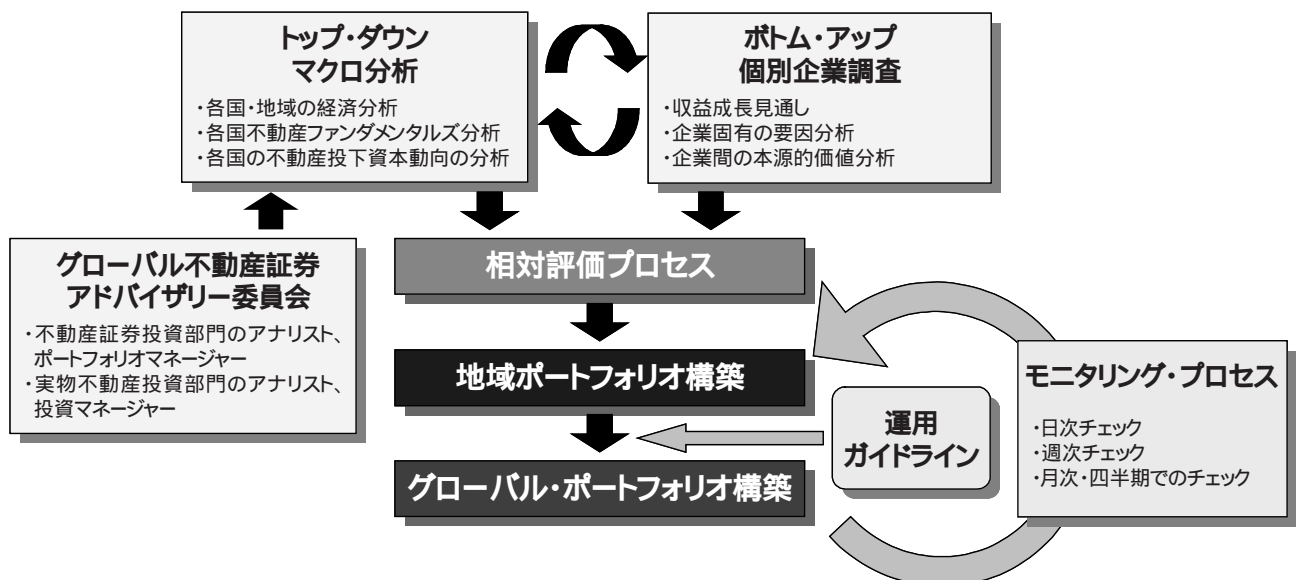 トップ・ダウン
マクロ分析
・各国・地域の経済分析
・各国不動産ファンダメンタルズ分析
・各国の不動産投下資本動向の分析
ボトム・アップ
個別企業調査
・収益成長見通し
・企業固有の要因分析
・企業間の本源的価値分析
グローバル不動産証券
アドバイザリー委員会
・不動産証券投資部門のアナリスト、
ポートフォリオマネージャー
・実物不動産投資部門のアナリスト、
投資マネージャー
相対評価プロセス
地域ポートフォリオ構築
グローバル・ポートフォリオ構築
運用
ガイドライン
モニタリング・プロセス
・日次チェック
・週次チェック
・月次・四半期でのチェック